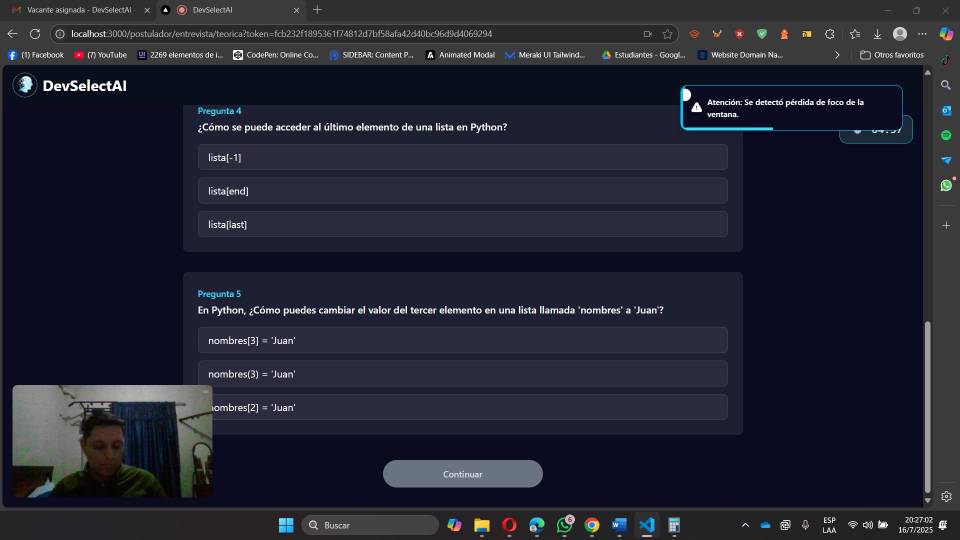 Vacante asignada - DevSelectAI -
DevSelectAI
localhost:3000/postulador/entrevista/teorica?token=fcb232f1895361f74812d7bf58afa42d40bc96d9d4069294
(1) Facebook
(7) YouTube
2269 elementos de i...
CodePen: Online Co...
SIDEBAR: Content P...
Animated Modal
Meraki UI Tailwind...
Estudiantes - Googl...
Website Domain Na...
Otros favoritos
DevSelectAI
Atención: Se detectó pérdida de foco de la
ventana.
Pregunta 4
¿Cómo se puede acceder al último elemento de una lista en Python?
lista[-1]
lista[end]
lista[last]
Pregunta 5
En Python, ¿Cómo puedes cambiar el valor del tercer elemento en una lista llamada 'nombres' a 'Juan'?
nombres[3] = 'Juan'
nombres(3) = 'Juan'
nombres[2] = 'Juan'
Continuar
Buscar
6
ESP
LAA
20:27:02
16/7/2025